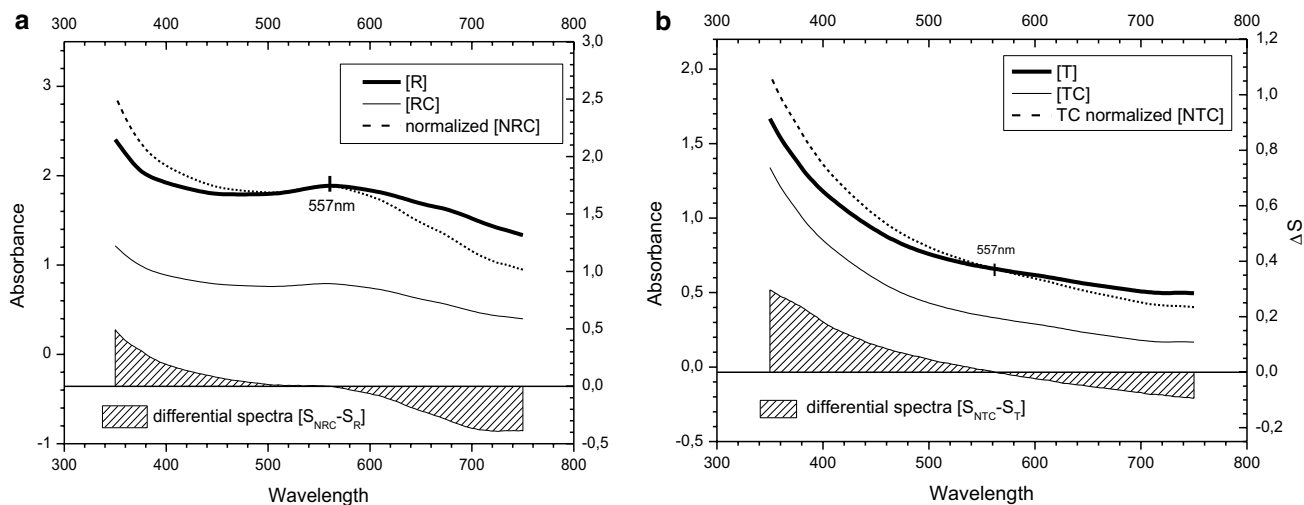 a
300 400 500 600 700 800
3,0
2,5
2,0
1,5
1,0
0,5
0,0
-0,5
3
2
1
0
-1
Absorbance
[R]
[RC]
normalized [NRC]
557nm
differential spectra [S_NRC-S_R]
300 400 500 600 700 800
Wavelength
b
300 400 500 600 700 800
1,2
1,0
0,8
0,6
0,4
0,2
0,0
-0,2
ΔS
2,0
1,5
1,0
0,5
0,0
-0,5
Absorbance
[T]
[TC]
TC normalized [NTC]
557nm
differential spectra [S_NTC-S_T]
300 400 500 600 700 800
Wavelength